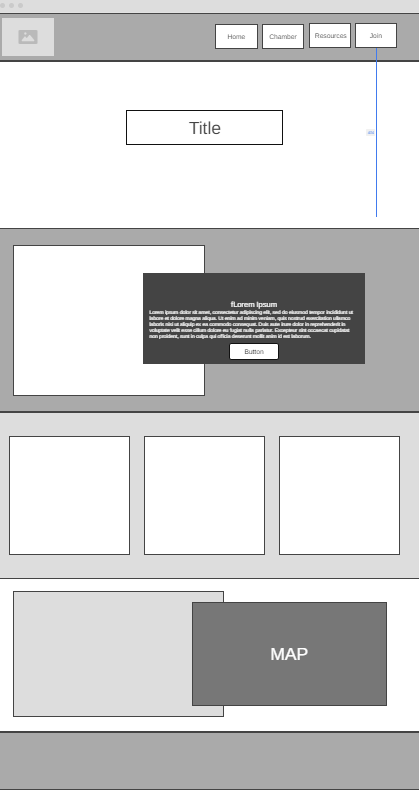 Home
Chamber
Resources
Join
Title
fLorem Ipsum
Lorem ipsum dolor sit amet, consectetur adipiscing elit, sed do eiusmod tempor incididunt ut
labore et dolore magna aliqua. Ut enim ad minim veniam, quis nostrud exercitation ullamco
laboris nisi ut aliquip ex ea commodo consequat. Duis aute irure dolor in reprehenderit in
voluptate velit esse cillum dolore eu fugiat nulla pariatur. Excepteur sint occaecat cupidatat
non proident, sunt in culpa qui officia deserunt mollit anim id est laborum.
Button
MAP